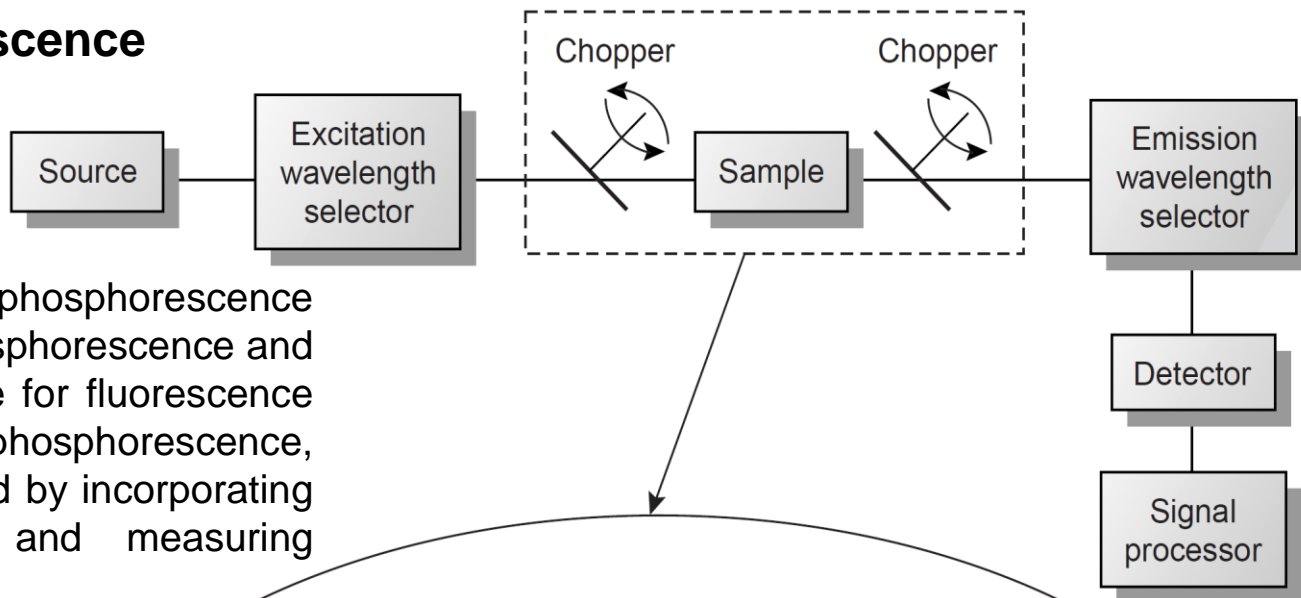 scence
Chopper
Chopper
Source
Excitation
wavelength
selector
Sample
Emission
wavelength
selector
phosphorescence
sphorescence and
e for fluorescence
phosphorescence,
d by incorporating
and measuring
Detector
Signal
processor